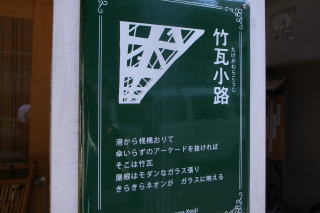 竹瓦小路
たけがわらこうじ
港から桟橋おりて
傘いらずのアーケードを抜ければ
そこは竹瓦
屋根はモダンなガラス張り
きらきらネオンが　ガラスに映える
Kouji